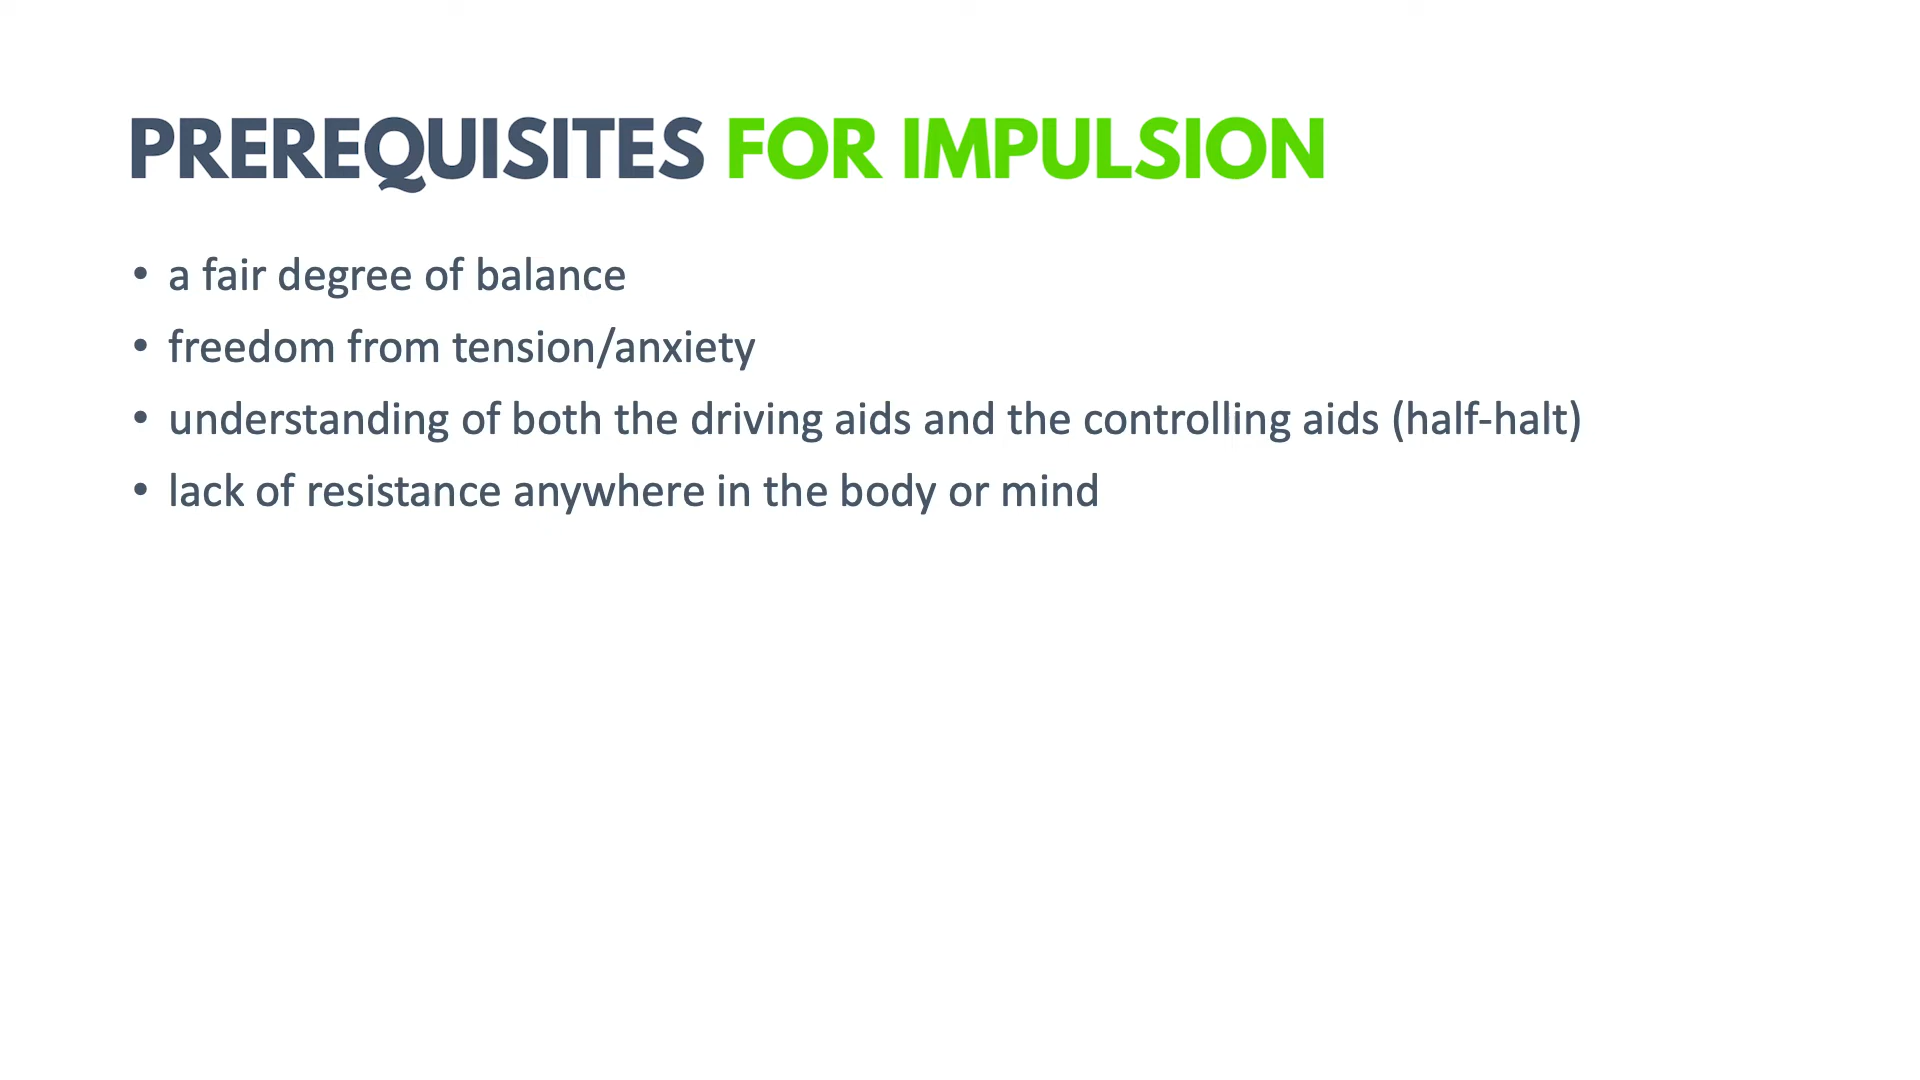 PREREQUISITES FOR IMPULSION
• a fair degree of balance
• freedom from tension/anxiety
• understanding of both the driving aids and the controlling aids (half-halt)
• lack of resistance anywhere in the body or mind